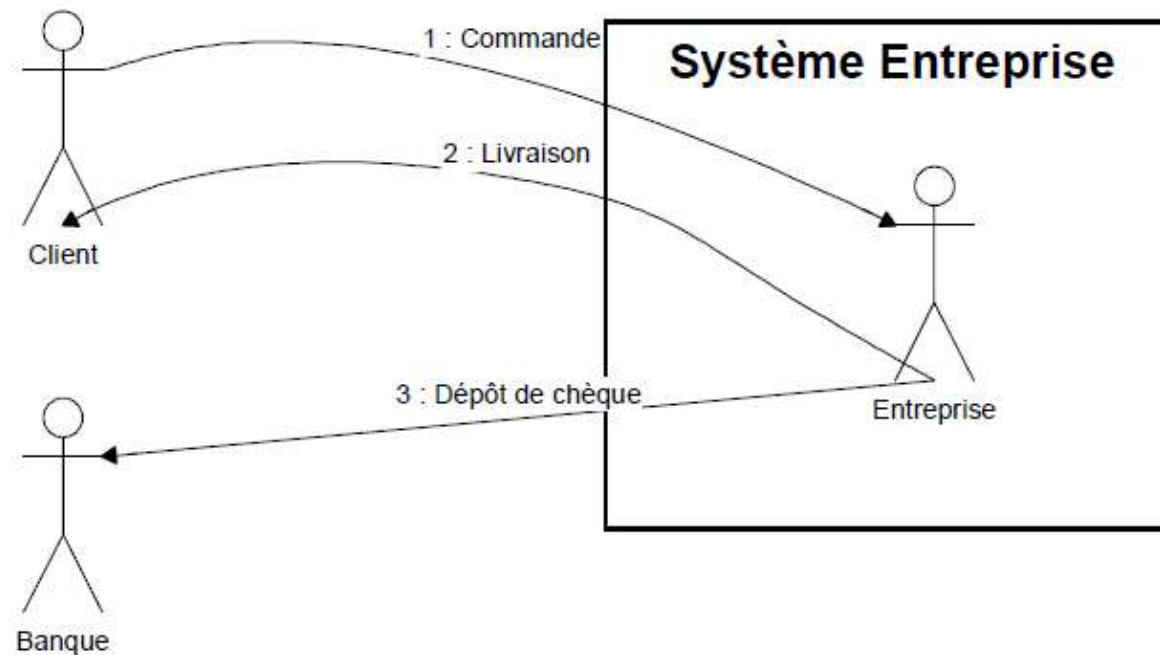 1 : Commande
Système Entreprise
2 : Livraison
Client
3 : Dépôt de chèque
Entreprise
Banque